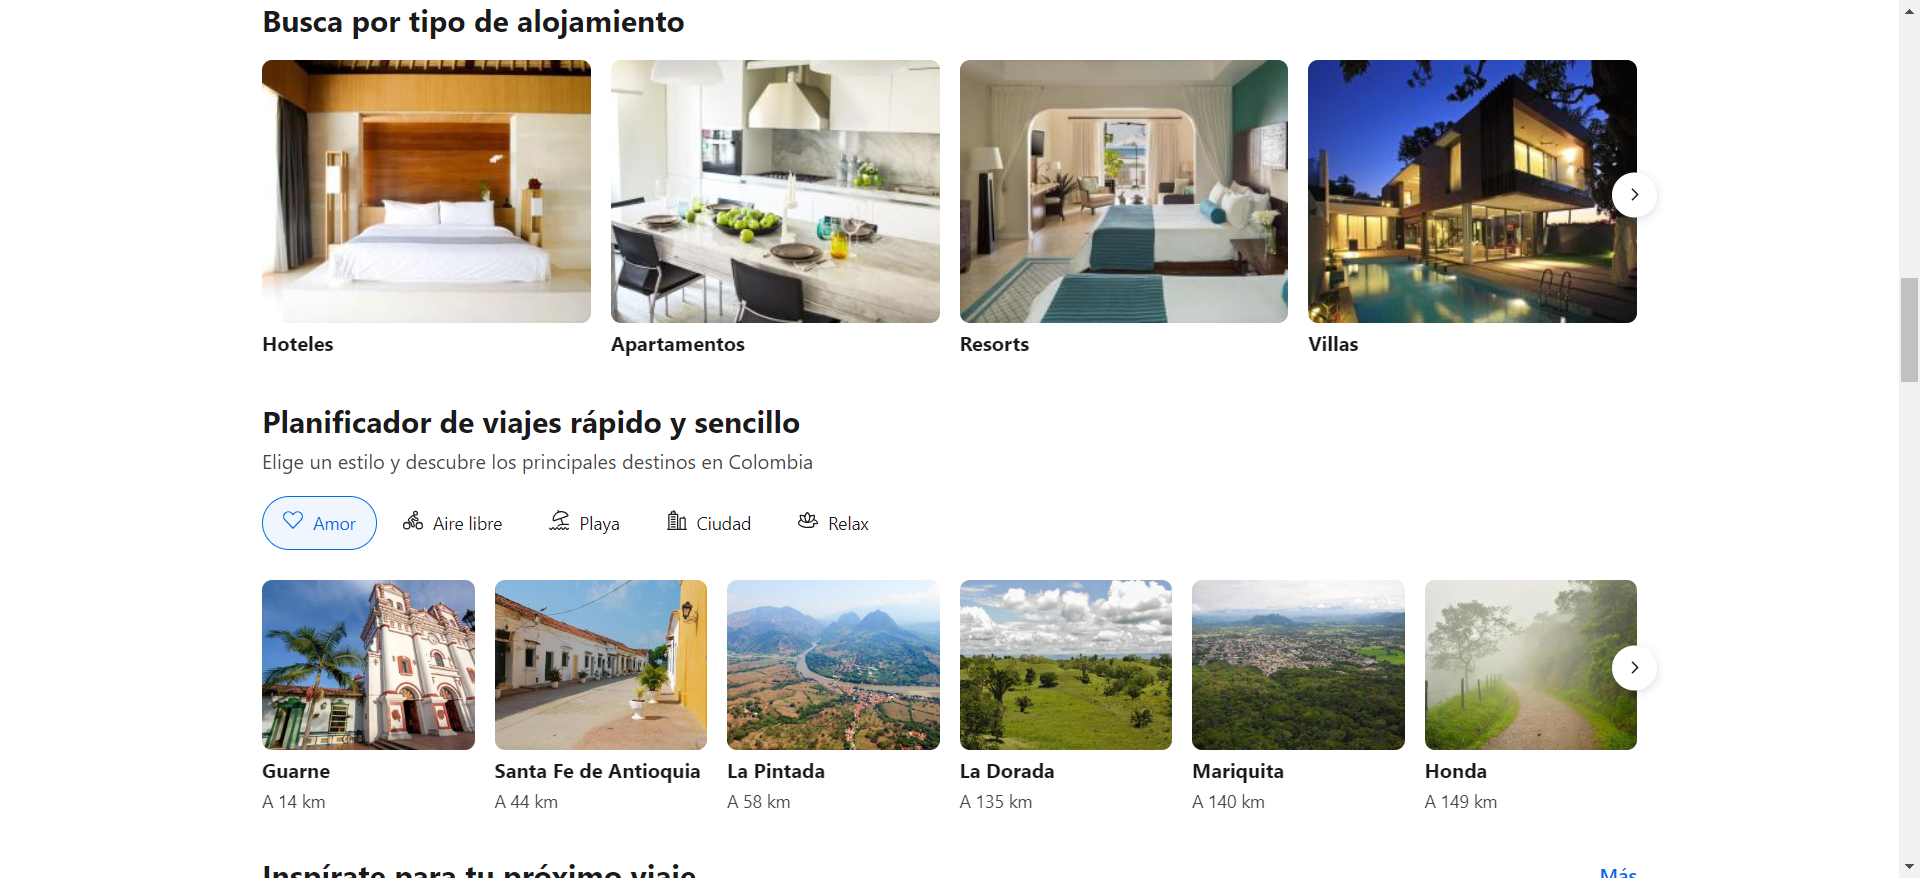 Busca por tipo de alojamiento
Hoteles
Apartamentos
Resorts
Villas
Planificador de viajes rápido y sencillo
Elige un estilo y descubre los principales destinos en Colombia
Amor
Aire libre
Playa
Ciudad
Relax
Guarne
A 14 km
Santa Fe de Antioquia
A 44 km
La Pintada
A 58 km
La Dorada
A 135 km
Mariquita
A 140 km
Honda
A 149 km
Inspírate para tu próximo viaje
Más